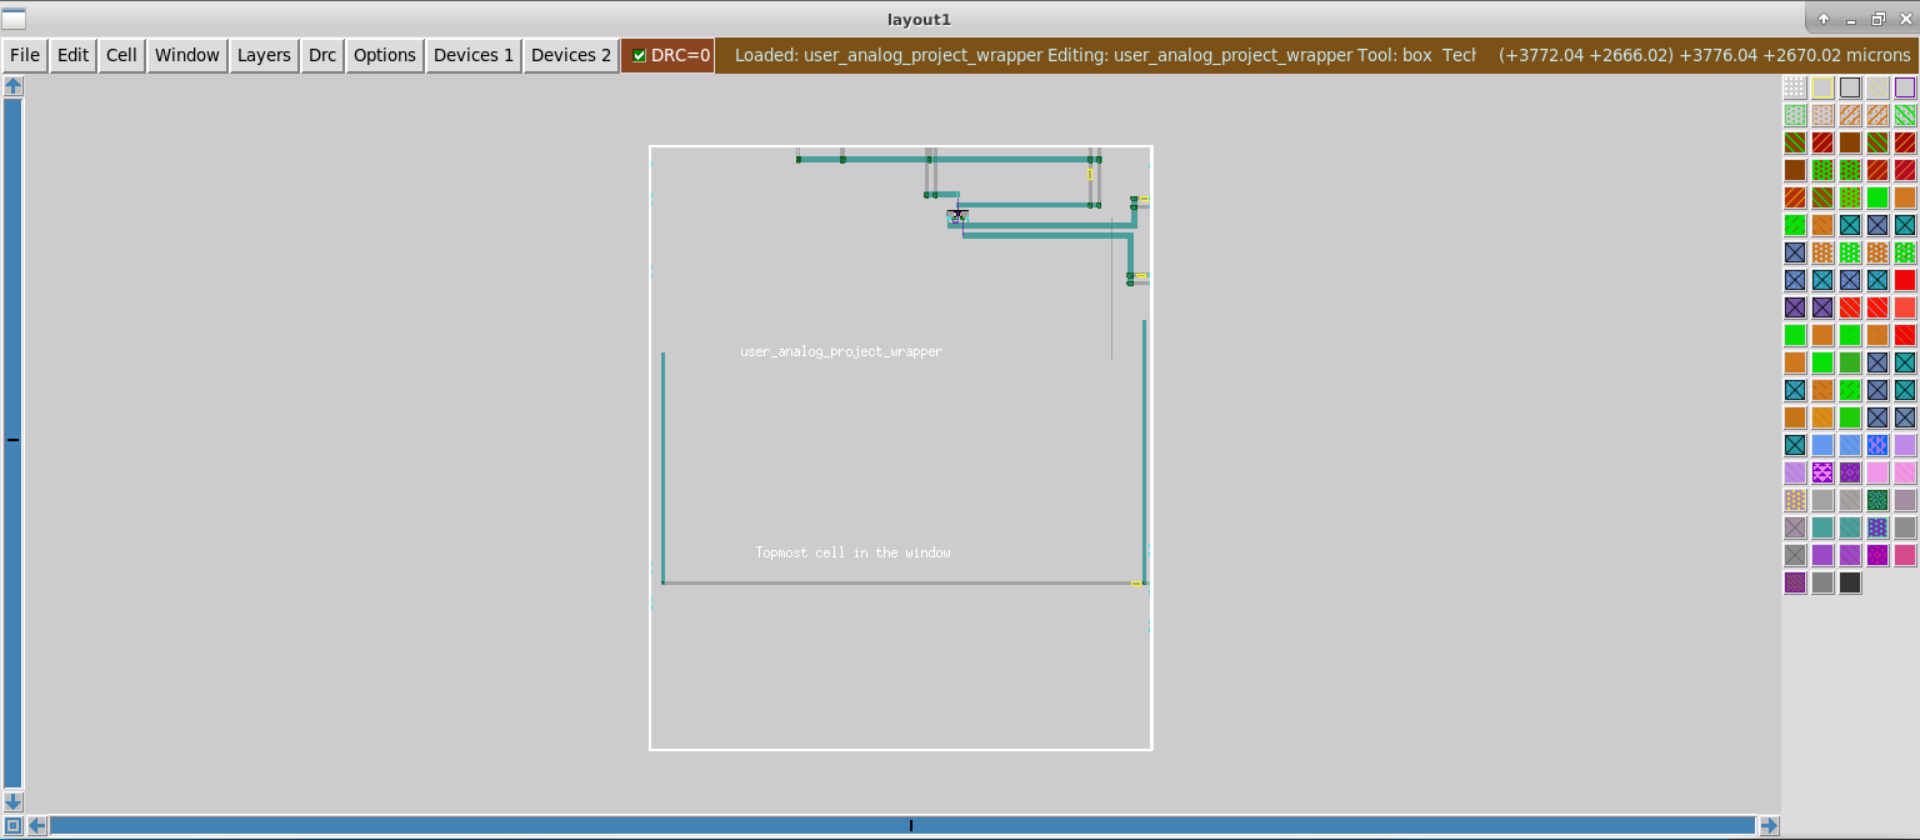 layout1
File Edit Cell Window Layers Drc Options Devices 1 Devices 2 DRC=0 Loaded: user_analog_project_wrapper Editing: user_analog_project_wrapper Tool: box Tech (+3772.04 +2666.02) +3776.04 +2670.02 microns
user_analog_project_wrapper
Topmost cell in the window